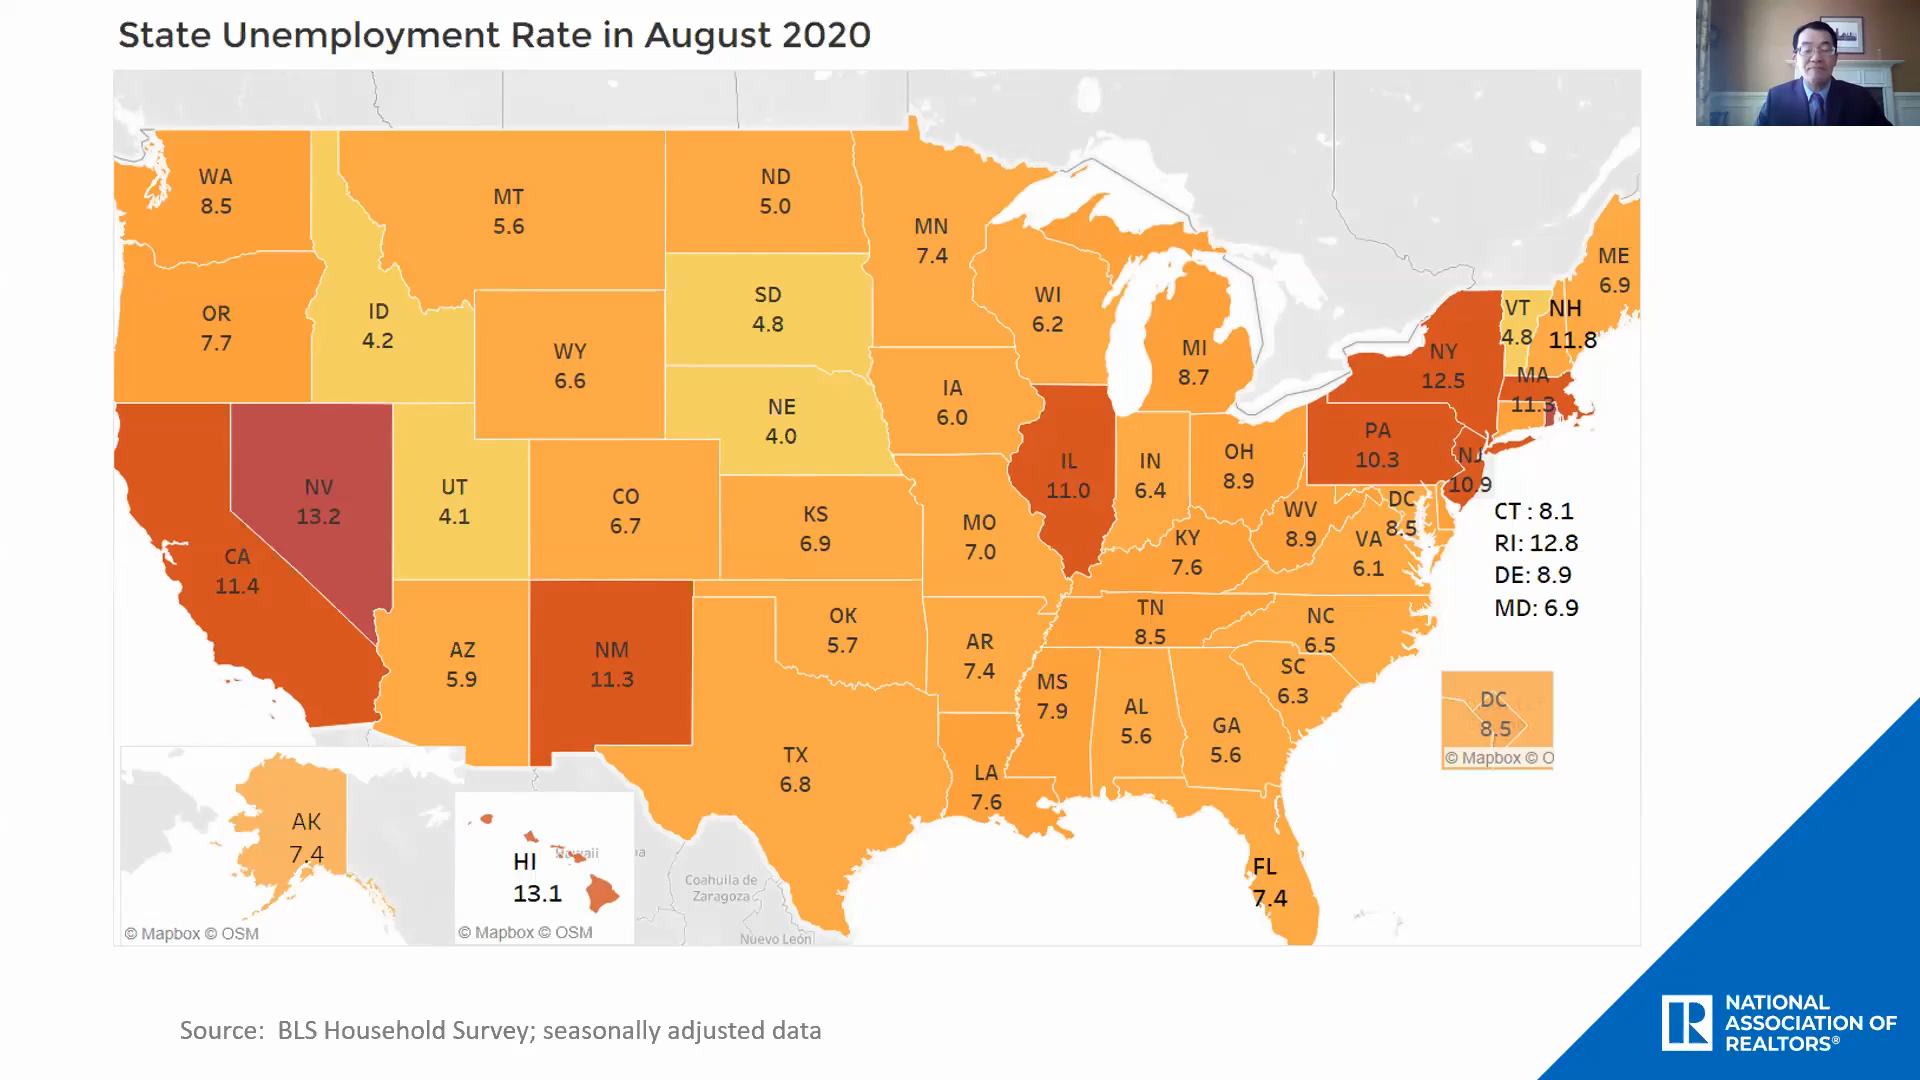 State Unemployment Rate in August 2020
WA
8.5
MT
5.6
ND
5.0
MN
7.4
ME
6.9
OR
7.7
ID
4.2
SD
4.8
WI
6.2
VT
4.8
NH
11.8
WY
6.6
MI
8.7
NY
12.5
MA
11.3
NE
4.0
IA
6.0
PA
10.3
NV
13.2
UT
4.1
CO
6.7
KS
6.9
MO
7.0
IL
11.0
IN
6.4
OH
8.9
NJ
10.9
DC
8.5
WV
8.9
VA
6.1
KY
7.6
CT : 8.1
RI: 12.8
DE: 8.9
MD: 6.9
CA
11.4
AZ
5.9
NM
11.3
OK
5.7
AR
7.4
TN
8.5
NC
6.5
SC
6.3
MS
7.9
AL
5.6
GA
5.6
DC
8.5
© Mapbox © O
TX
6.8
LA
7.6
FL
7.4
AK
7.4
© Mapbox © OSM
Hawaii
HI
13.1
© Mapbox © OSM
na
Coahuila de
Zaragoza
Nuevo León
Source: BLS Household Survey; seasonally adjusted data
R
NATIONAL
ASSOCIATION OF
REALTORS®